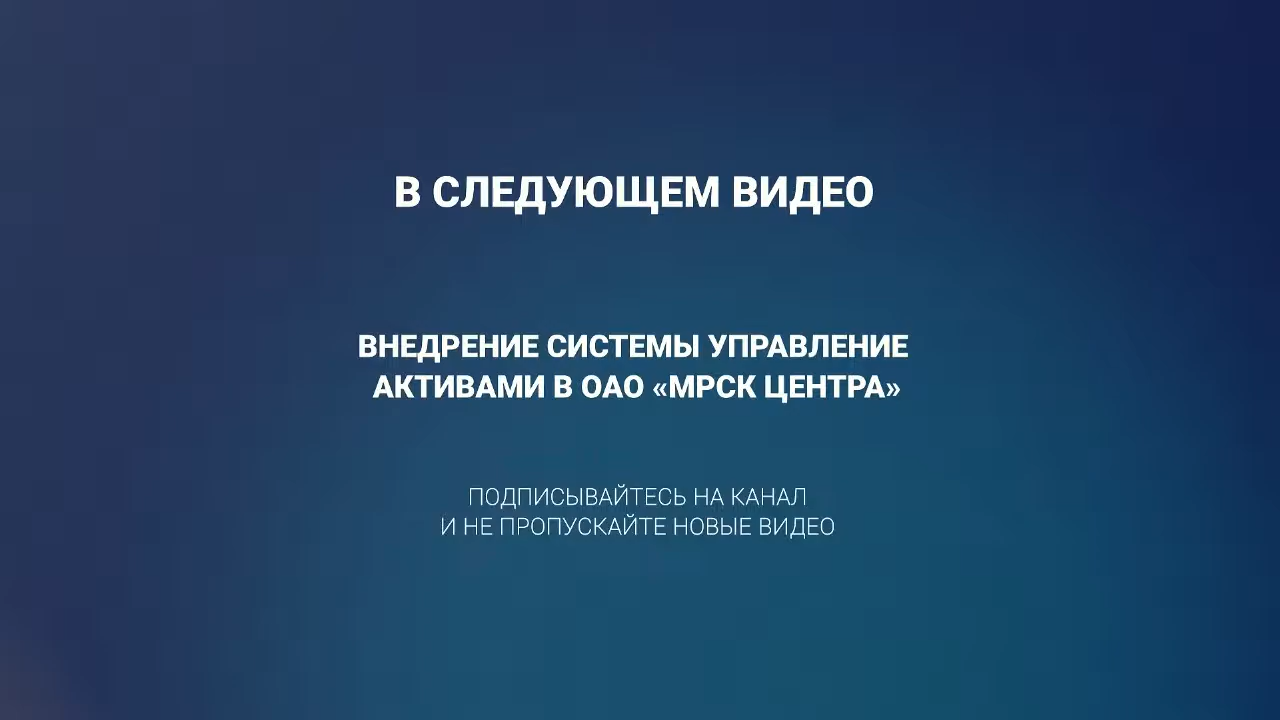 В СЛЕДУЮЩЕМ ВИДЕО
ВНЕДРЕНИЕ СИСТЕМЫ УПРАВЛЕНИЕ
АКТИВАМИ В ОАО «МРСК ЦЕНТРА»
ПОДПИСЫВАЙТЕСЬ НА КАНАЛ
И НЕ ПРОПУСКАЙТЕ НОВЫЕ ВИДЕО